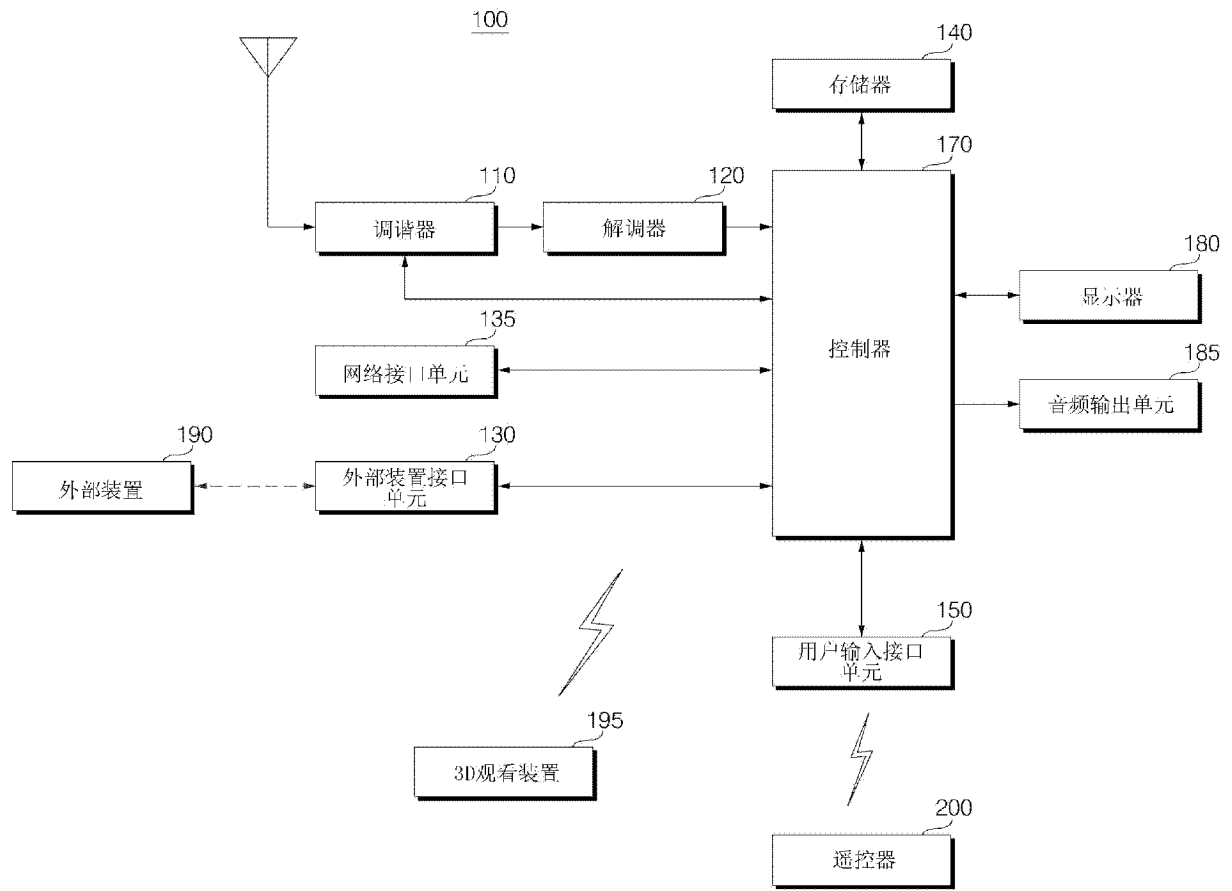 100
140
存储器
170
110
120
调谐器
解调器
180
显示器
135
控制器
网络接口单元
185
音频输出单元
190
130
外部装置
外部装置接口
单元
150
用户输入接口
单元
195
3D观看装置
200
遥控器